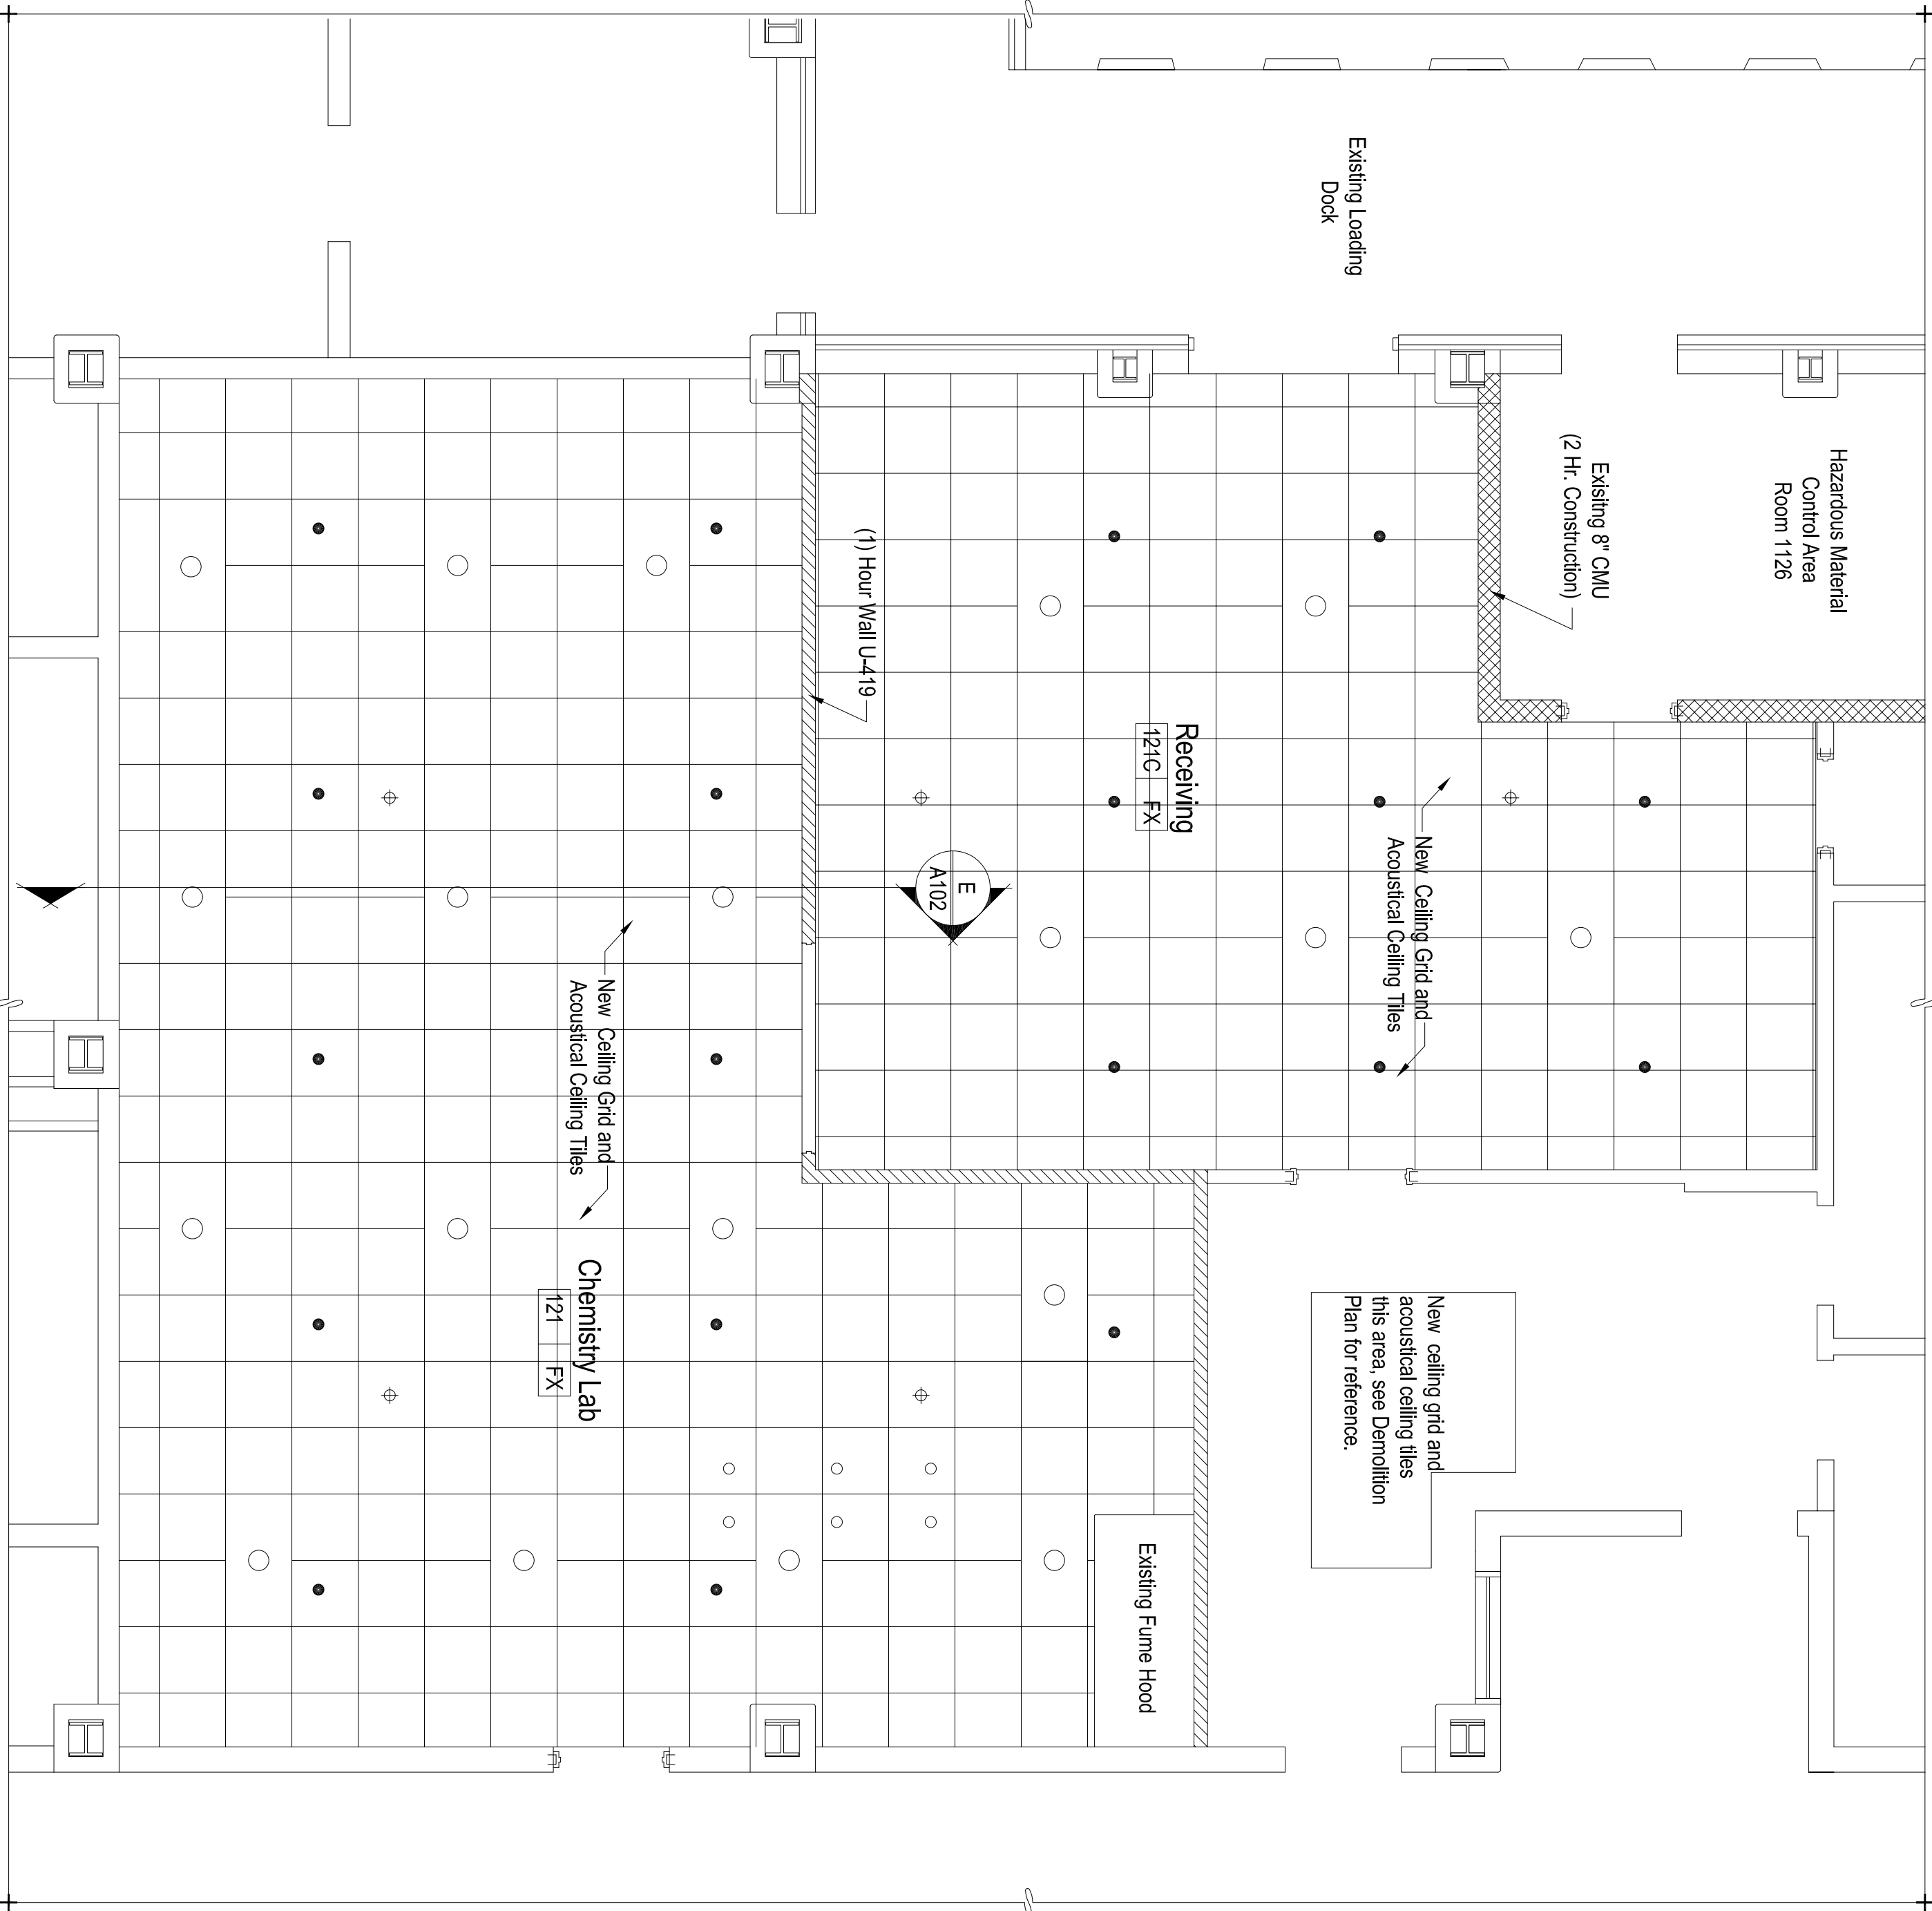 Existing Loading
Dock
Hazardous Material
Control Area
Room 1126
Exisitng 8" CMU
(2 Hr. Construction)
(1) Hour Wall U-419
Receiving
121C FX
New Ceiling Grid and
Acoustical Ceiling Tiles
E
A102
New Ceiling Grid and
Acoustical Ceiling Tiles
Chemistry Lab
121 FX
New ceiling grid and
acoustical ceiling tiles
this area, see Demolition
Plan for reference.
Existing Fume Hood